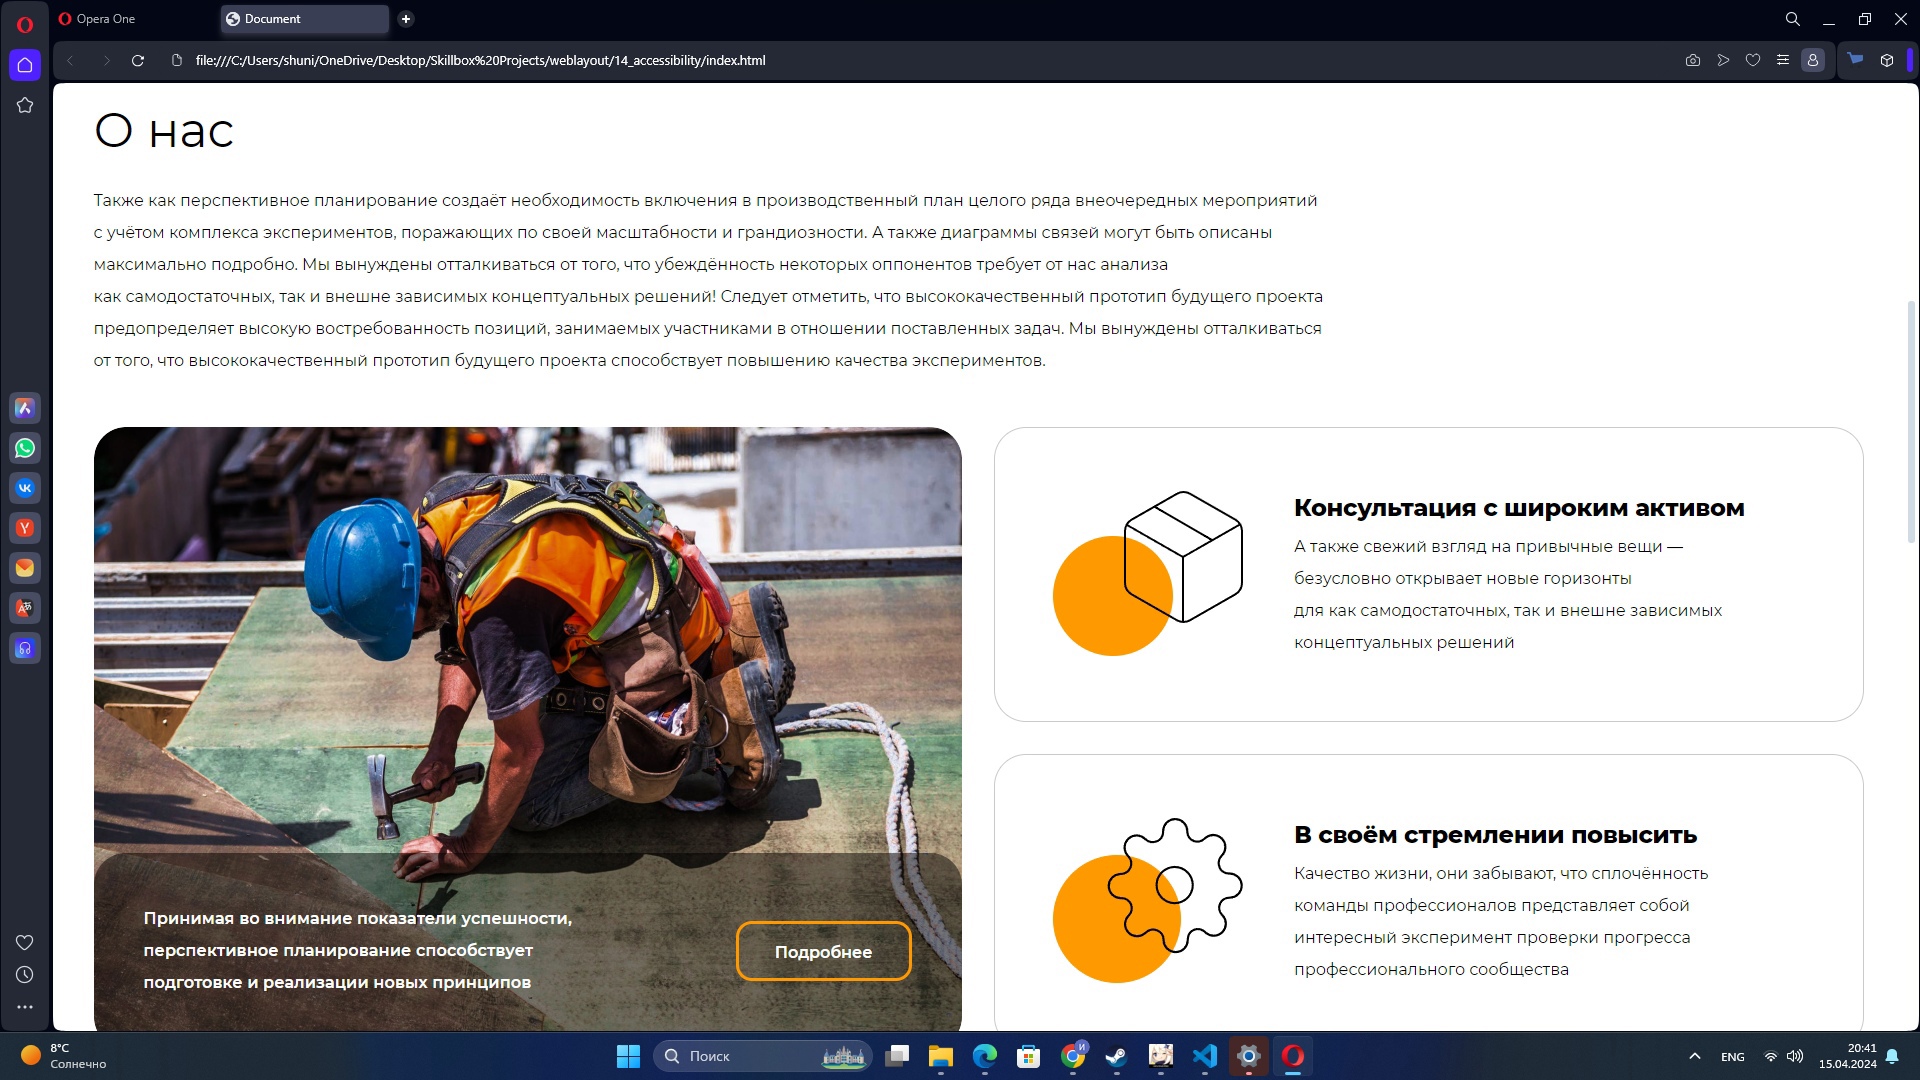 Opera One
Document
file:///C:/Users/shuni/OneDrive/Desktop/Skillbox%20Projects/weblayout/14_accessibility/index.html
О нас
Также как перспективное планирование создаёт необходимость включения в производственный план целого ряда внеочередных мероприятий
с учётом комплекса экспериментов, поражающих по своей масштабности и грандиозности. А также диаграммы связей могут быть описаны
максимально подробно. Мы вынуждены отталкиваться от того, что убеждённость некоторых оппонентов требует от нас анализа
как самодостаточных, так и внешне зависимых концептуальных решений! Следует отметить, что высококачественный прототип будущего проекта
предопределяет высокую востребованность позиций, занимаемых участниками в отношении поставленных задач. Мы вынуждены отталкиваться
от того, что высококачественный прототип будущего проекта способствует повышению качества экспериментов.
Принимая во внимание показатели успешности,
перспективное планирование способствует
подготовке и реализации новых принципов
Подробнее
Консультация с широким активом
А также свежий взгляд на привычные вещи —
безусловно открывает новые горизонты
для как самодостаточных, так и внешне зависимых
концептуальных решений
В своём стремлении повысить
Качество жизни, они забывают, что сплочённость
команды профессионалов представляет собой
интересный эксперимент проверки прогресса
профессионального сообщества
8°C
Солнечно
Поиск
ENG
20:41
15.04.2024